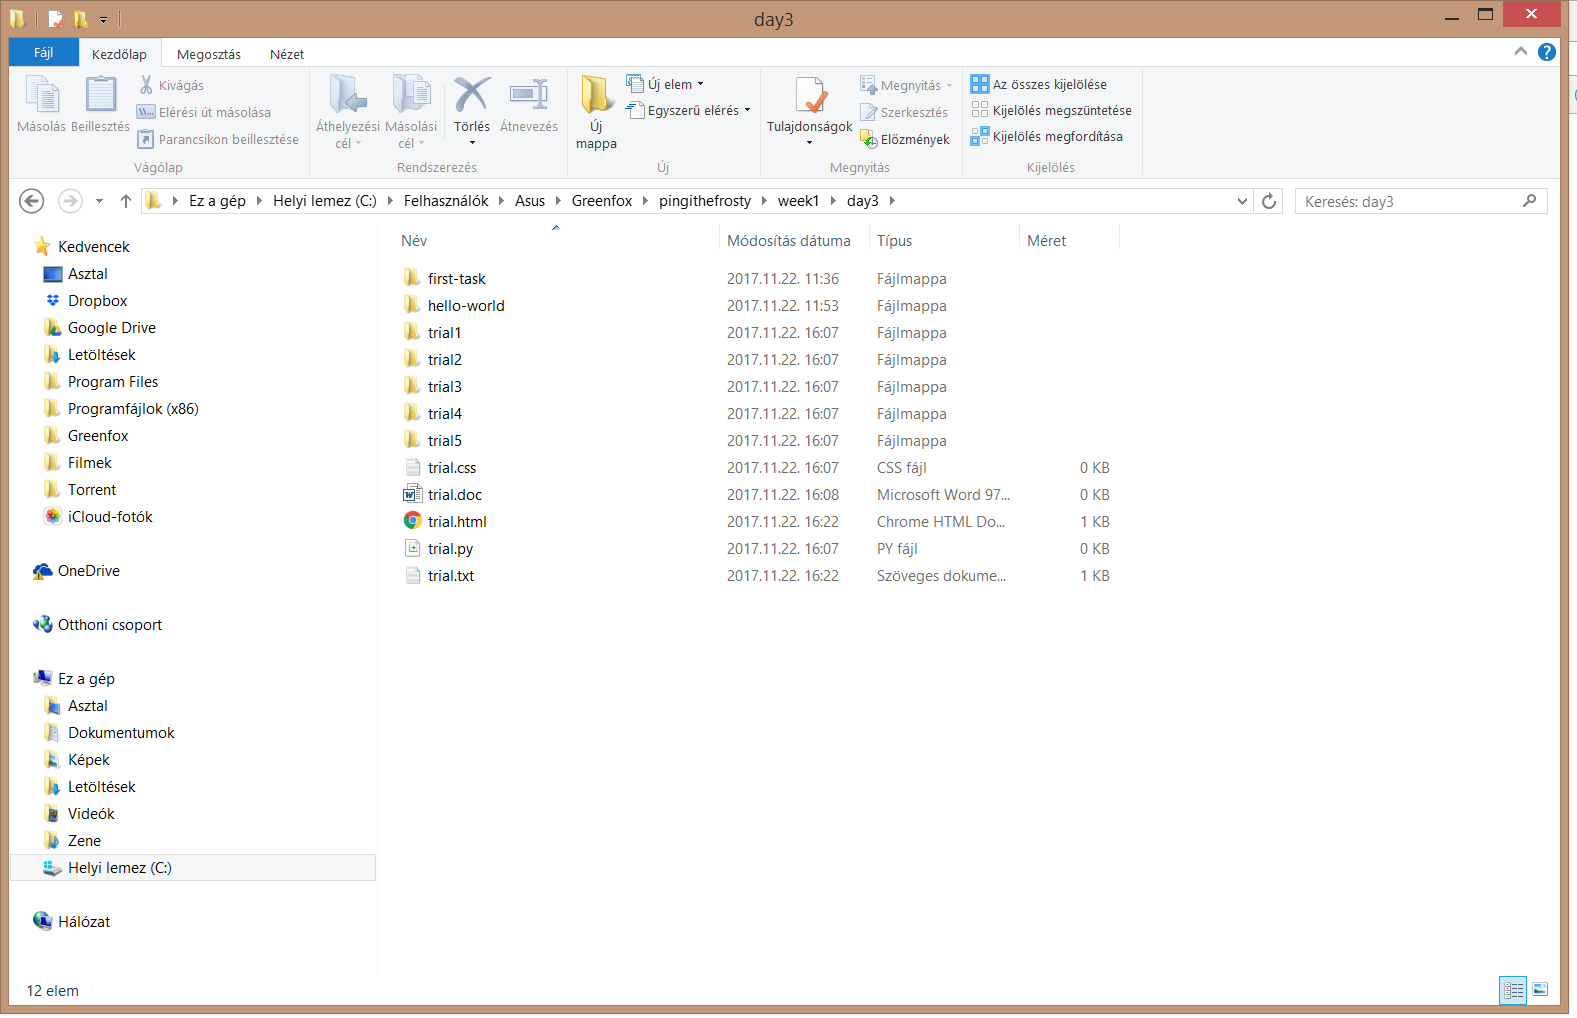 day3
Fájl Kezdőlap Megosztás Nézet
Másolás
Beillesztés
Kivágás
Elérési út másolása
Parancsikon beillesztése
Vágólap
Áthelyezési cél
Másolási cél
Törlés
Átnevezés
Rendszerezés
Új mappa
Új elem
Egyszerű elérés
Új
Tulajdonságok
Megnyitás
Szerkesztés
Előzmények
Megnyitás
Az összes kijelölése
Kijelölés megszüntetése
Kijelölés megfordítása
Kijelölés
Ez a gép Helyi lemez (C:) Felhasználók Asus Greenfox pingithefrosty week1 day3
Keresés: day3
Kedvencek
Asztal
Dropbox
Google Drive
Letöltések
Program Files
Programfájlok (x86)
Greenfox
Filmek
Torrent
iCloud-fotók
OneDrive
Otthoni csoport
Ez a gép
Asztal
Dokumentumok
Képek
Letöltések
Videók
Zene
Helyi lemez (C:)
Hálózat
Név Módosítás dátuma Típus Méret
first-task 2017.11.22. 11:36 Fájlmappa
hello-world 2017.11.22. 11:53 Fájlmappa
trial1 2017.11.22. 16:07 Fájlmappa
trial2 2017.11.22. 16:07 Fájlmappa
trial3 2017.11.22. 16:07 Fájlmappa
trial4 2017.11.22. 16:07 Fájlmappa
trial5 2017.11.22. 16:07 Fájlmappa
trial.css 2017.11.22. 16:07 CSS fájl 0 KB
trial.doc 2017.11.22. 16:08 Microsoft Word 97... 0 KB
trial.html 2017.11.22. 16:22 Chrome HTML Do... 1 KB
trial.py 2017.11.22. 16:07 PY fájl 0 KB
trial.txt 2017.11.22. 16:22 Szöveges dokume... 1 KB
12 elem